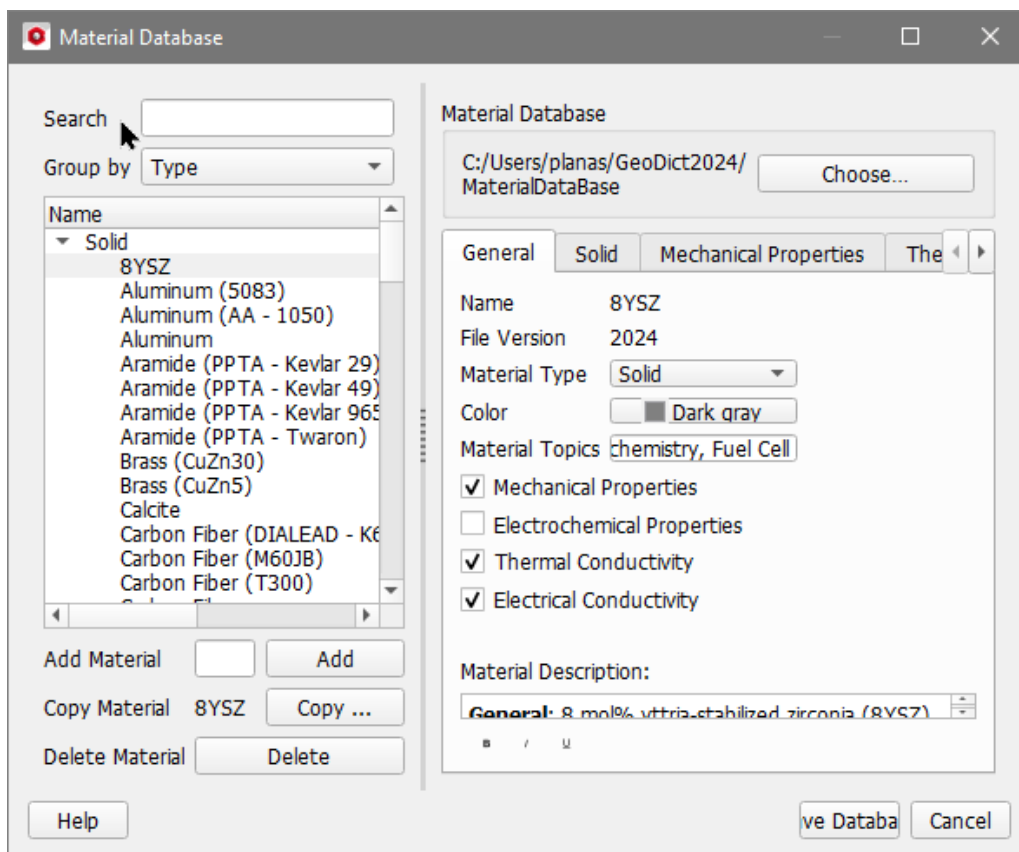 Material Database
Search
Group by Type
Name
Solid
8YSZ
Aluminum (5083)
Aluminum (AA - 1050)
Aluminum
Aramide (PPTA - Kevlar 29)
Aramide (PPTA - Kevlar 49)
Aramide (PPTA - Kevlar 965
Aramide (PPTA - Twaron)
Brass (CuZn30)
Brass (CuZn5)
Calcite
Carbon Fiber (DIALEAD - K6
Carbon Fiber (M60JB)
Carbon Fiber (T300)
Add Material Add
Copy Material 8YSZ Copy ...
Delete Material Delete
Help
Material Database
C:/Users/planas/GeoDict2024/
MaterialDataBase
Choose...
General Solid Mechanical Properties The
Name 8YSZ
File Version 2024
Material Type Solid
Color Dark gray
Material Topics chemistry, Fuel Cell
Mechanical Properties
Electrochemical Properties
Thermal Conductivity
Electrical Conductivity
Material Description:
General: 8 mol% yttria-stabilized zirconia (8YSZ)
B I U
ve Databa Cancel